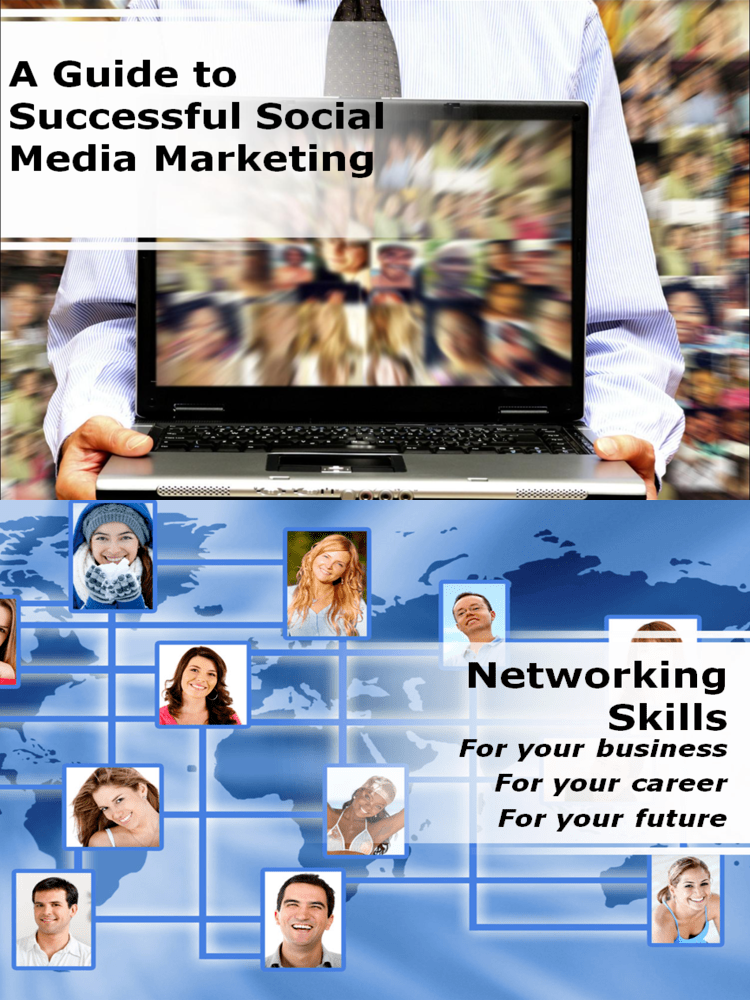 A Guide to
Successful Social
Media Marketing
Networking
Skills
For your business
For your career
For your future